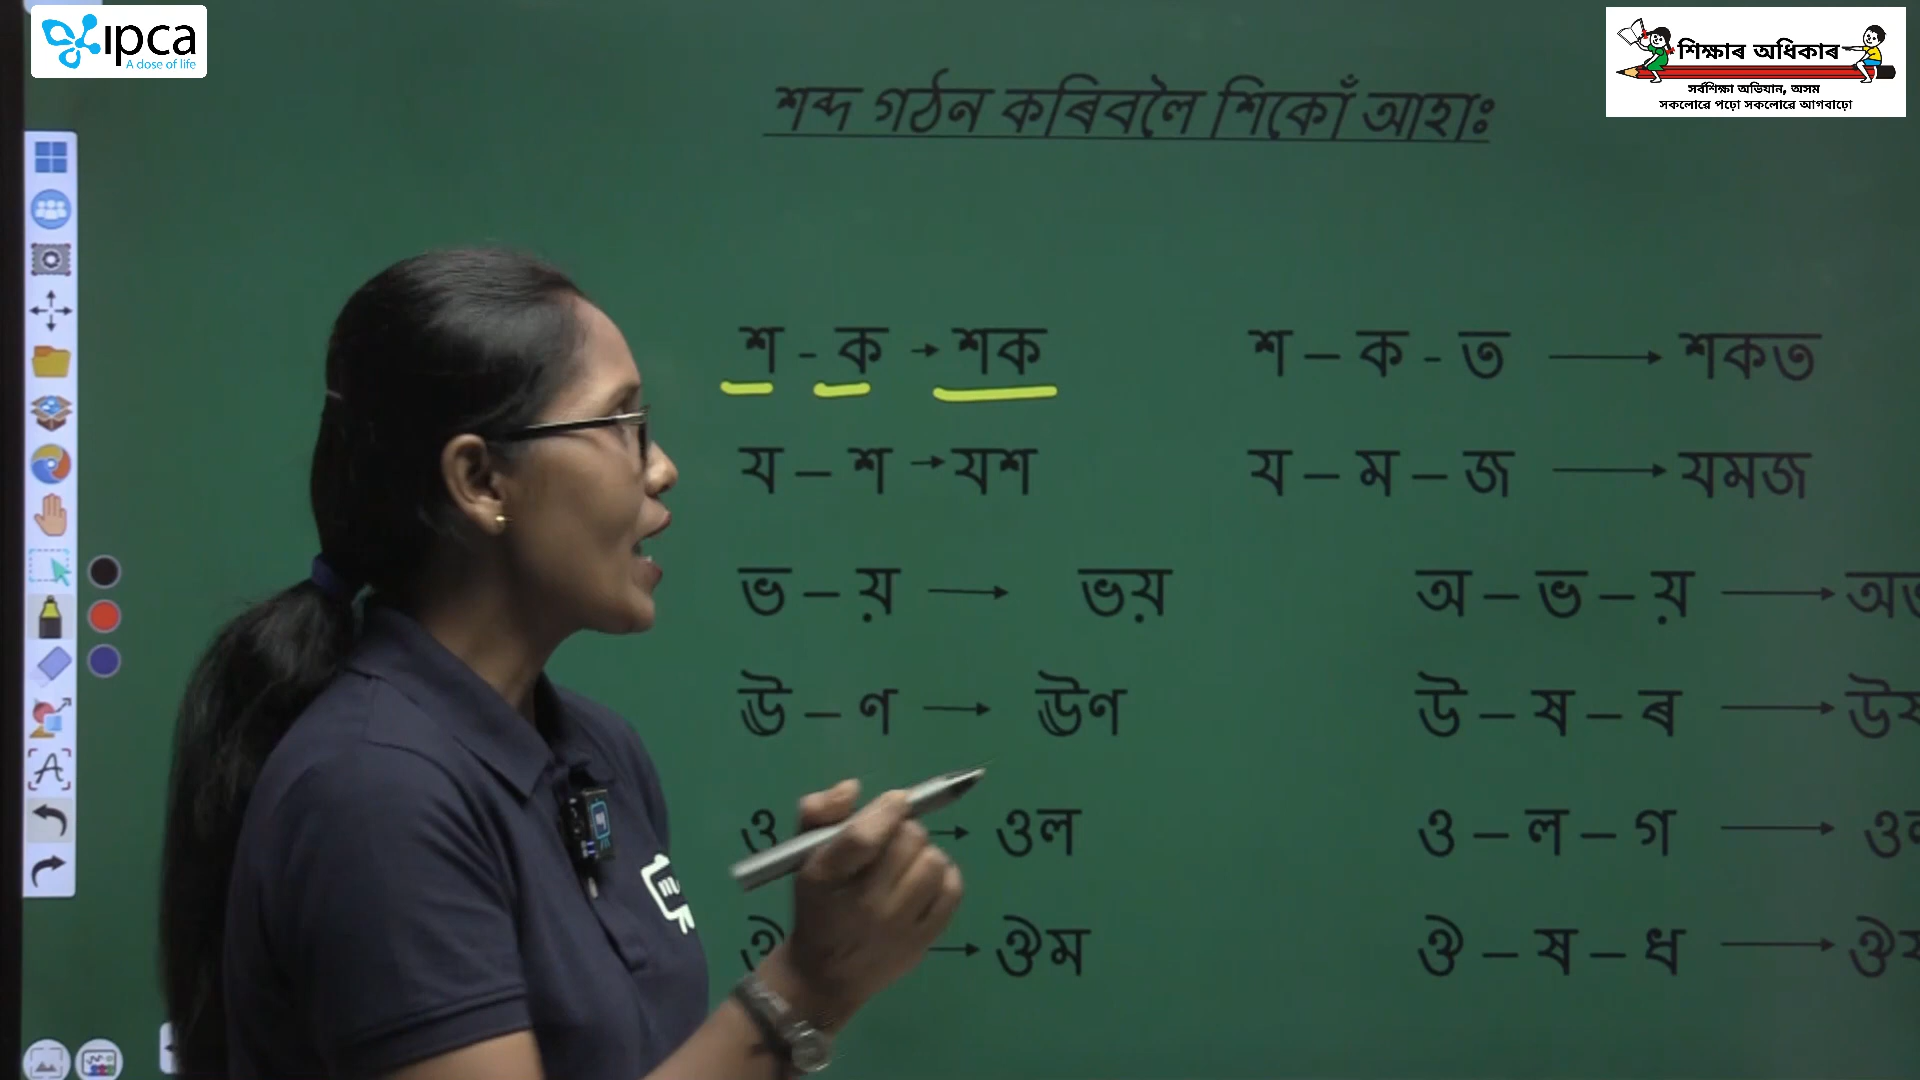 ipca
A dose of life
শিক্ষাৰ অধিকাৰ
সৰ্বশিক্ষা অভিযান, অসম
সকলোৱে পঢ়ো সকলোৱে আগবাঢ়ো
শব্দ গঠন কৰিবলৈ শিকোঁ আহাঃ
শ - ক → শক শ – ক - ত → শকত
য – শ → যশ য – ম – জ → যমজ
ভ – য় → ভয় অ – ভ – য় →
ঊ – ণ → ঊণ উ – ষ – ৰ →
ও → ওল ও – ল – গ →
ঔ → ঔম ঔ – ষ – ধ →